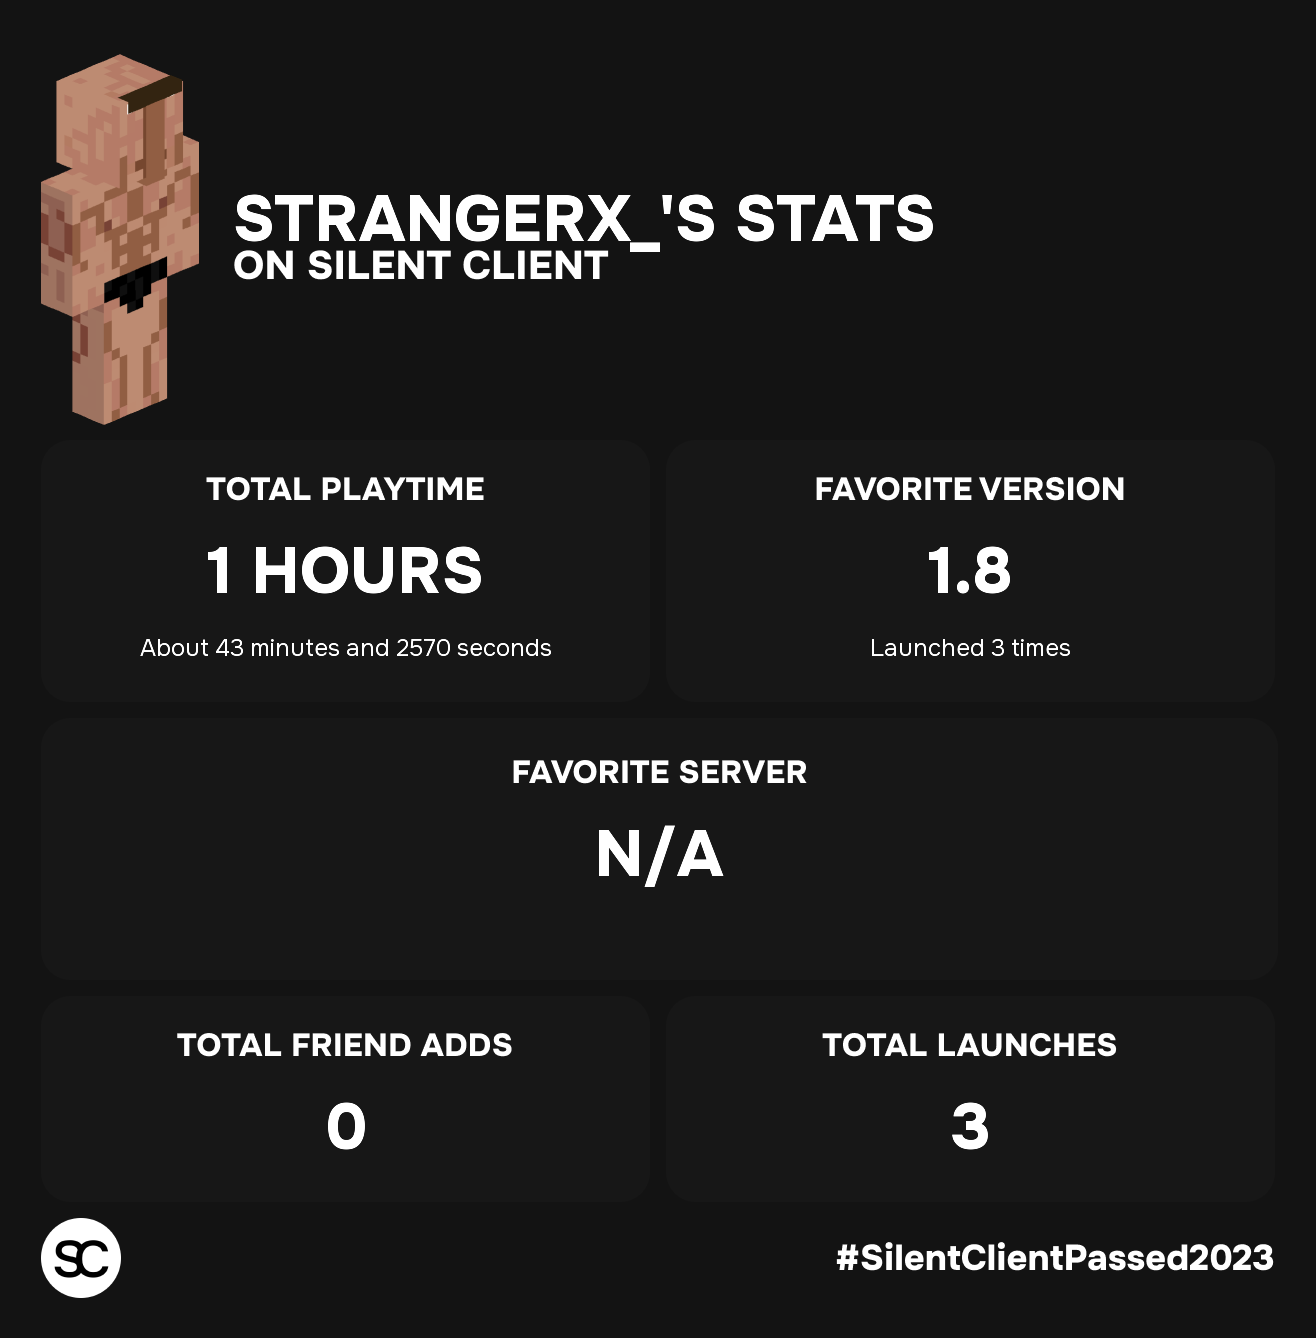 STRANGERX_'S STATS
ON SILENT CLIENT
TOTAL PLAYTIME
1 HOURS
About 43 minutes and 2570 seconds
FAVORITE VERSION
1.8
Launched 3 times
FAVORITE SERVER
N/A
TOTAL FRIEND ADDS
0
TOTAL LAUNCHES
3
SC
#SilentClientPassed2023